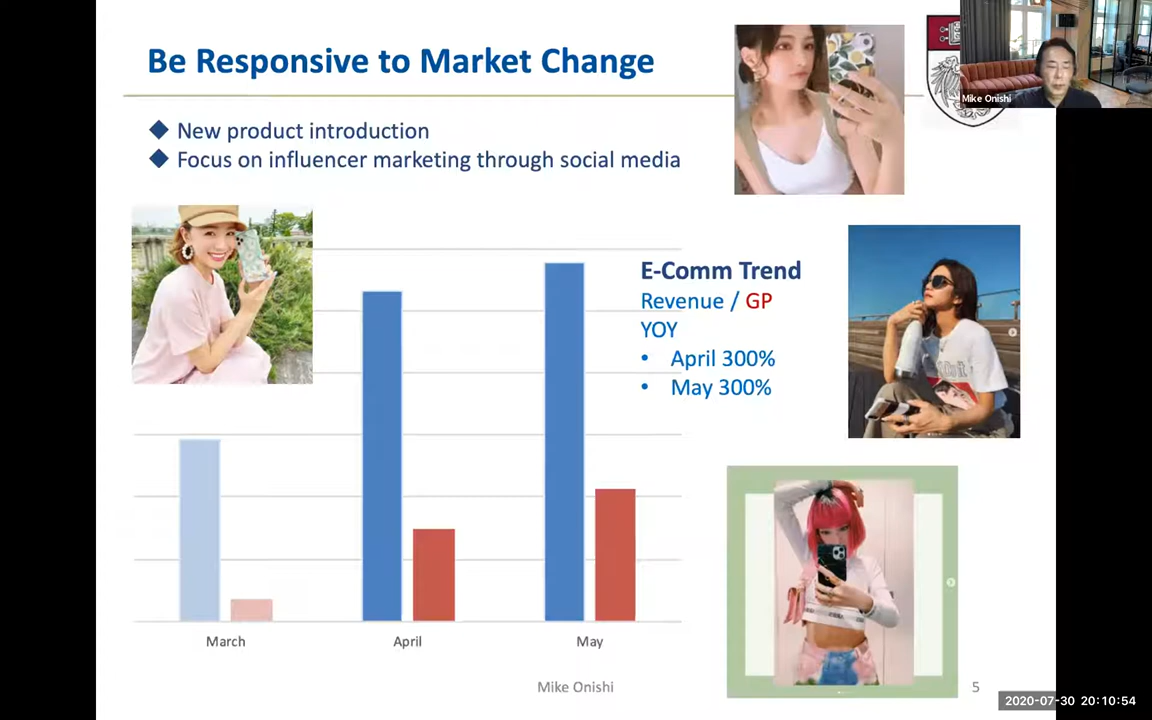 Be Responsive to Market Change
New product introduction
Focus on influencer marketing through social media
Mike Onishi
E-Comm Trend
Revenue / GP
YOY
• April 300%
• May 300%
March
April
May
Mike Onishi
5
2020-07-30 20:10:54